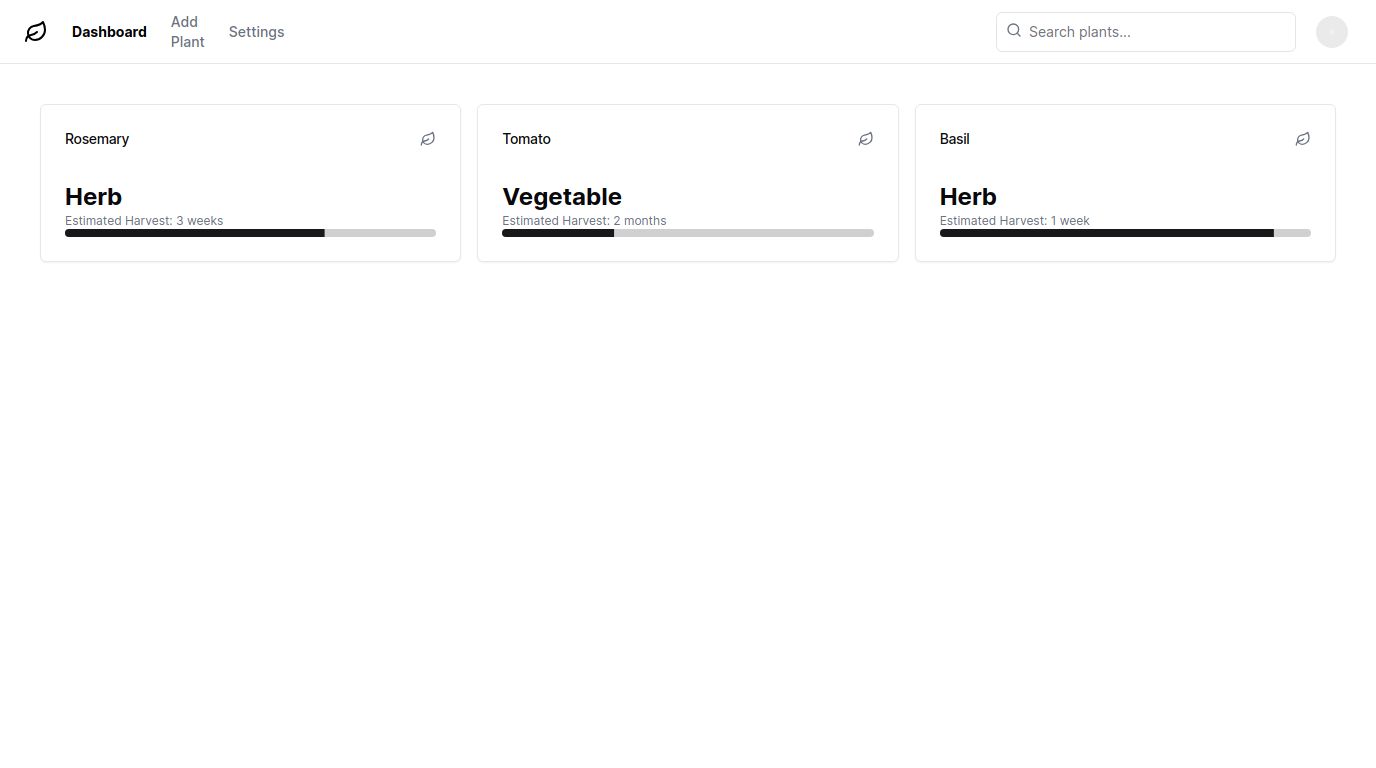 Dashboard
Add
Plant
Settings
Search plants...
Rosemary
Herb
Estimated Harvest: 3 weeks
Tomato
Vegetable
Estimated Harvest: 2 months
Basil
Herb
Estimated Harvest: 1 week